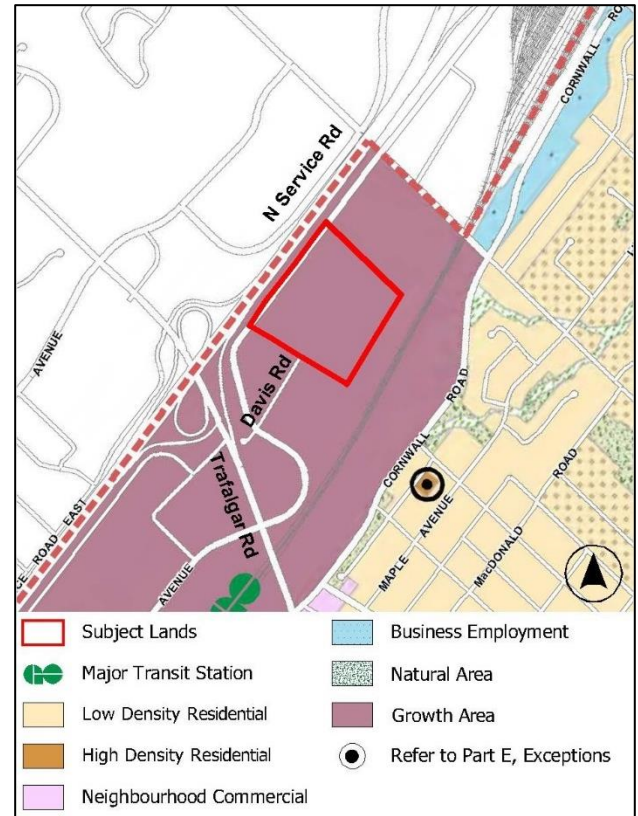 CORNWALL
RO
N Service Rd
AVENUE
ROAD
Davis Rd
CORNWALL
ROAD
Trafalgar Rd
CE ROAD EAST
AVENUE
MAPLE AVENUE
MacDONALD
Subject Lands
Major Transit Station
Low Density Residential
High Density Residential
Neighbourhood Commercial
Business Employment
Natural Area
Growth Area
Refer to Part E, Exceptions